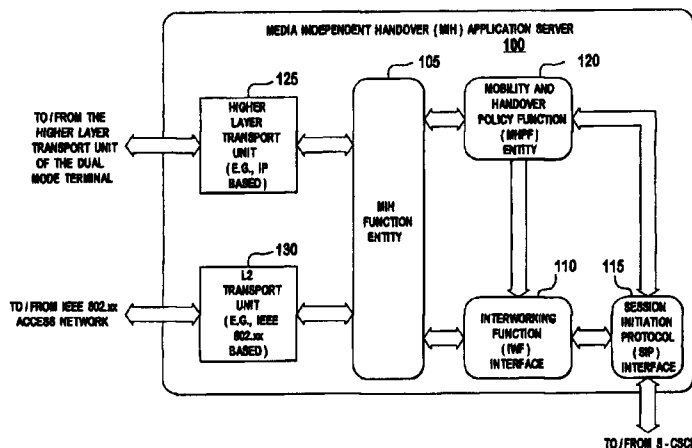 MEDIA INDEPENDENT HANDOVER (MIH) APPLICATION SERVER
100
125
105
120
TO/FROM THE
HIGHER LAYER
TRANSPORT UNIT
OF THE DUAL
MODE TERMINAL
HIGHER
LAYER
TRANSPORT
UNIT
(E.G., IP
BASED)
MOBILITY AND
HANDOVER
POLICY FUNCTION
(MHPF)
ENTITY
MIH
FUNCTION
ENTITY
130
110
115
TO/FROM IEEE 802.xx
ACCESS NETWORK
L2
TRANSPORT
UNIT
(E.G., IEEE
802.xx
BASED)
INTERWORKING
FUNCTION
(IWF)
INTERFACE
SESSION
INITIATION
PROTOCOL
(SIP)
INTERFACE
TO/FROM S-CSCF